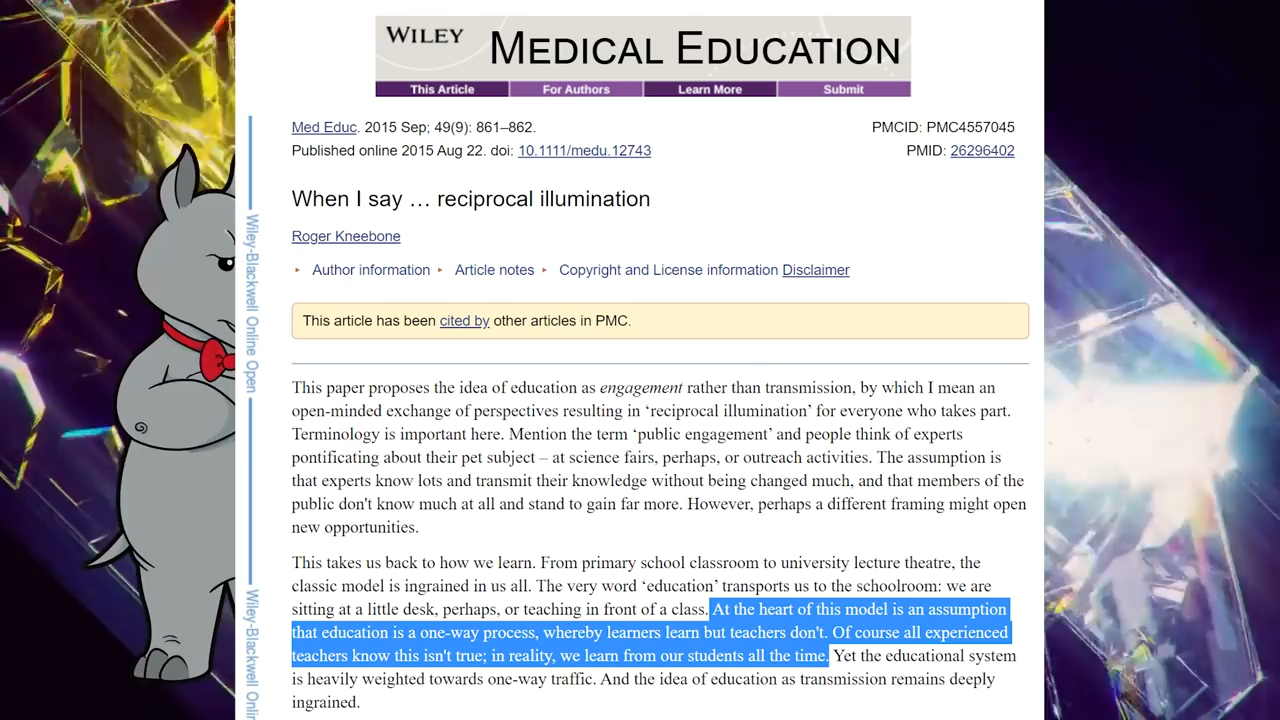 WILEY MEDICAL EDUCATION
This Article For Authors Learn More Submit
Med Educ. 2015 Sep; 49(9): 861–862. PMCID: PMC4557045
Published online 2015 Aug 22. doi: 10.1111/medu.12743 PMID: 26296402
When I say … reciprocal illumination
Roger Kneebone
▸ Author information ▸ Article notes ▸ Copyright and License information Disclaimer
This article has been cited by other articles in PMC.
This paper proposes the idea of education as engagement rather than transmission, by which I mean an
open-minded exchange of perspectives resulting in ‘reciprocal illumination’ for everyone who takes part.
Terminology is important here. Mention the term ‘public engagement’ and people think of experts
pontificating about their pet subject – at science fairs, perhaps, or outreach activities. The assumption is
that experts know lots and transmit their knowledge without being changed much, and that members of the
public don't know much at all and stand to gain far more. However, perhaps a different framing might open
new opportunities.
This takes us back to how we learn. From primary school classroom to university lecture theatre, the
classic model is ingrained in us all. The very word ‘education’ transports us to the schoolroom: we are
sitting at a little desk, perhaps, or teaching in front of a class. At the heart of this model is an assumption
that education is a one-way process, whereby learners learn but teachers don't. Of course all experienced
teachers know this isn't true; in reality, we learn from our students all the time. Yet the educational system
is heavily weighted towards one-way traffic. And the idea of education as transmission remains deeply
ingrained.
Wiley-Blackwell Online Open
Wiley-Blackwell Onlin